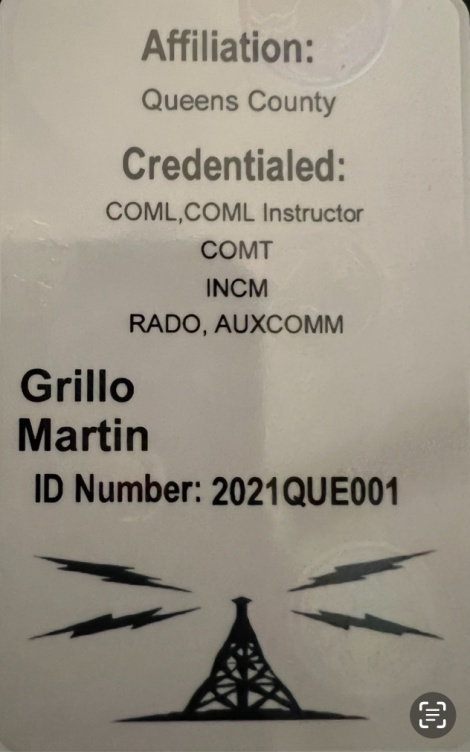 Affiliation:
Queens County
Credentialed:
COML,COML Instructor
COMT
INCM
RADO, AUXCOMM
Grillo
Martin
ID Number: 2021QUE001